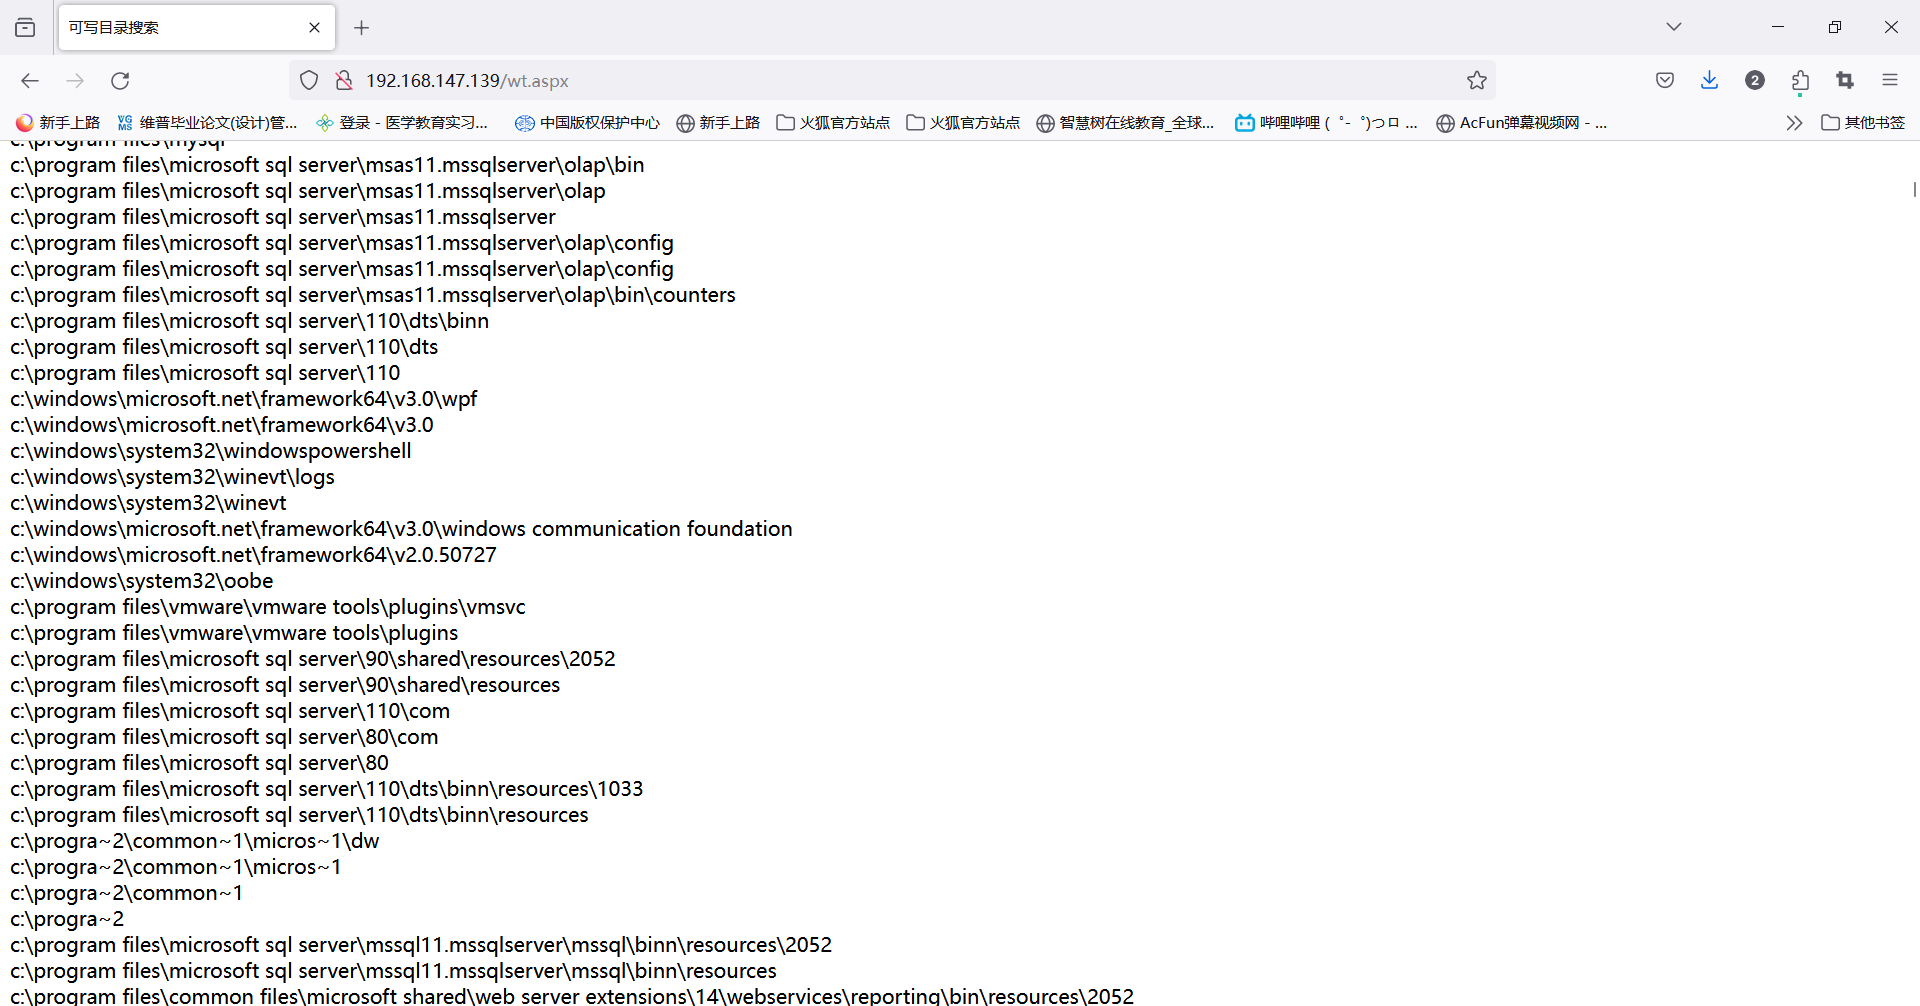 可写目录搜索
192.168.147.139/wt.aspx
2
新手上路
VG MS 维普毕业论文(设计)管...
登录 - 医学教育实习...
中国版权保护中心
新手上路
火狐官方站点
火狐官方站点
智慧树在线教育_全球...
哔哩哔哩 ( ゜- ゜)つロ ...
AcFun弹幕视频网 - ...
其他书签
c:\program files\mysql
c:\program files\microsoft sql server\msas11.mssqlserver\olap\bin
c:\program files\microsoft sql server\msas11.mssqlserver\olap
c:\program files\microsoft sql server\msas11.mssqlserver
c:\program files\microsoft sql server\msas11.mssqlserver\olap\config
c:\program files\microsoft sql server\msas11.mssqlserver\olap\config
c:\program files\microsoft sql server\msas11.mssqlserver\olap\bin\counters
c:\program files\microsoft sql server\110\dts\binn
c:\program files\microsoft sql server\110\dts
c:\program files\microsoft sql server\110
c:\windows\microsoft.net\framework64\v3.0\wpf
c:\windows\microsoft.net\framework64\v3.0
c:\windows\system32\windowspowershell
c:\windows\system32\winevt\logs
c:\windows\system32\winevt
c:\windows\microsoft.net\framework64\v3.0\windows communication foundation
c:\windows\microsoft.net\framework64\v2.0.50727
c:\windows\system32\oobe
c:\program files\vmware\vmware tools\plugins\vmsvc
c:\program files\vmware\vmware tools\plugins
c:\program files\microsoft sql server\90\shared\resources\2052
c:\program files\microsoft sql server\90\shared\resources
c:\program files\microsoft sql server\110\com
c:\program files\microsoft sql server\80\com
c:\program files\microsoft sql server\80
c:\program files\microsoft sql server\110\dts\binn\resources\1033
c:\program files\microsoft sql server\110\dts\binn\resources
c:\progra~2\common~1\micros~1\dw
c:\progra~2\common~1\micros~1
c:\progra~2\common~1
c:\progra~2
c:\program files\microsoft sql server\mssql11.mssqlserver\mssql\binn\resources\2052
c:\program files\microsoft sql server\mssql11.mssqlserver\mssql\binn\resources
c:\program files\common files\microsoft shared\web server extensions\14\webservices\reporting\bin\resources\2052